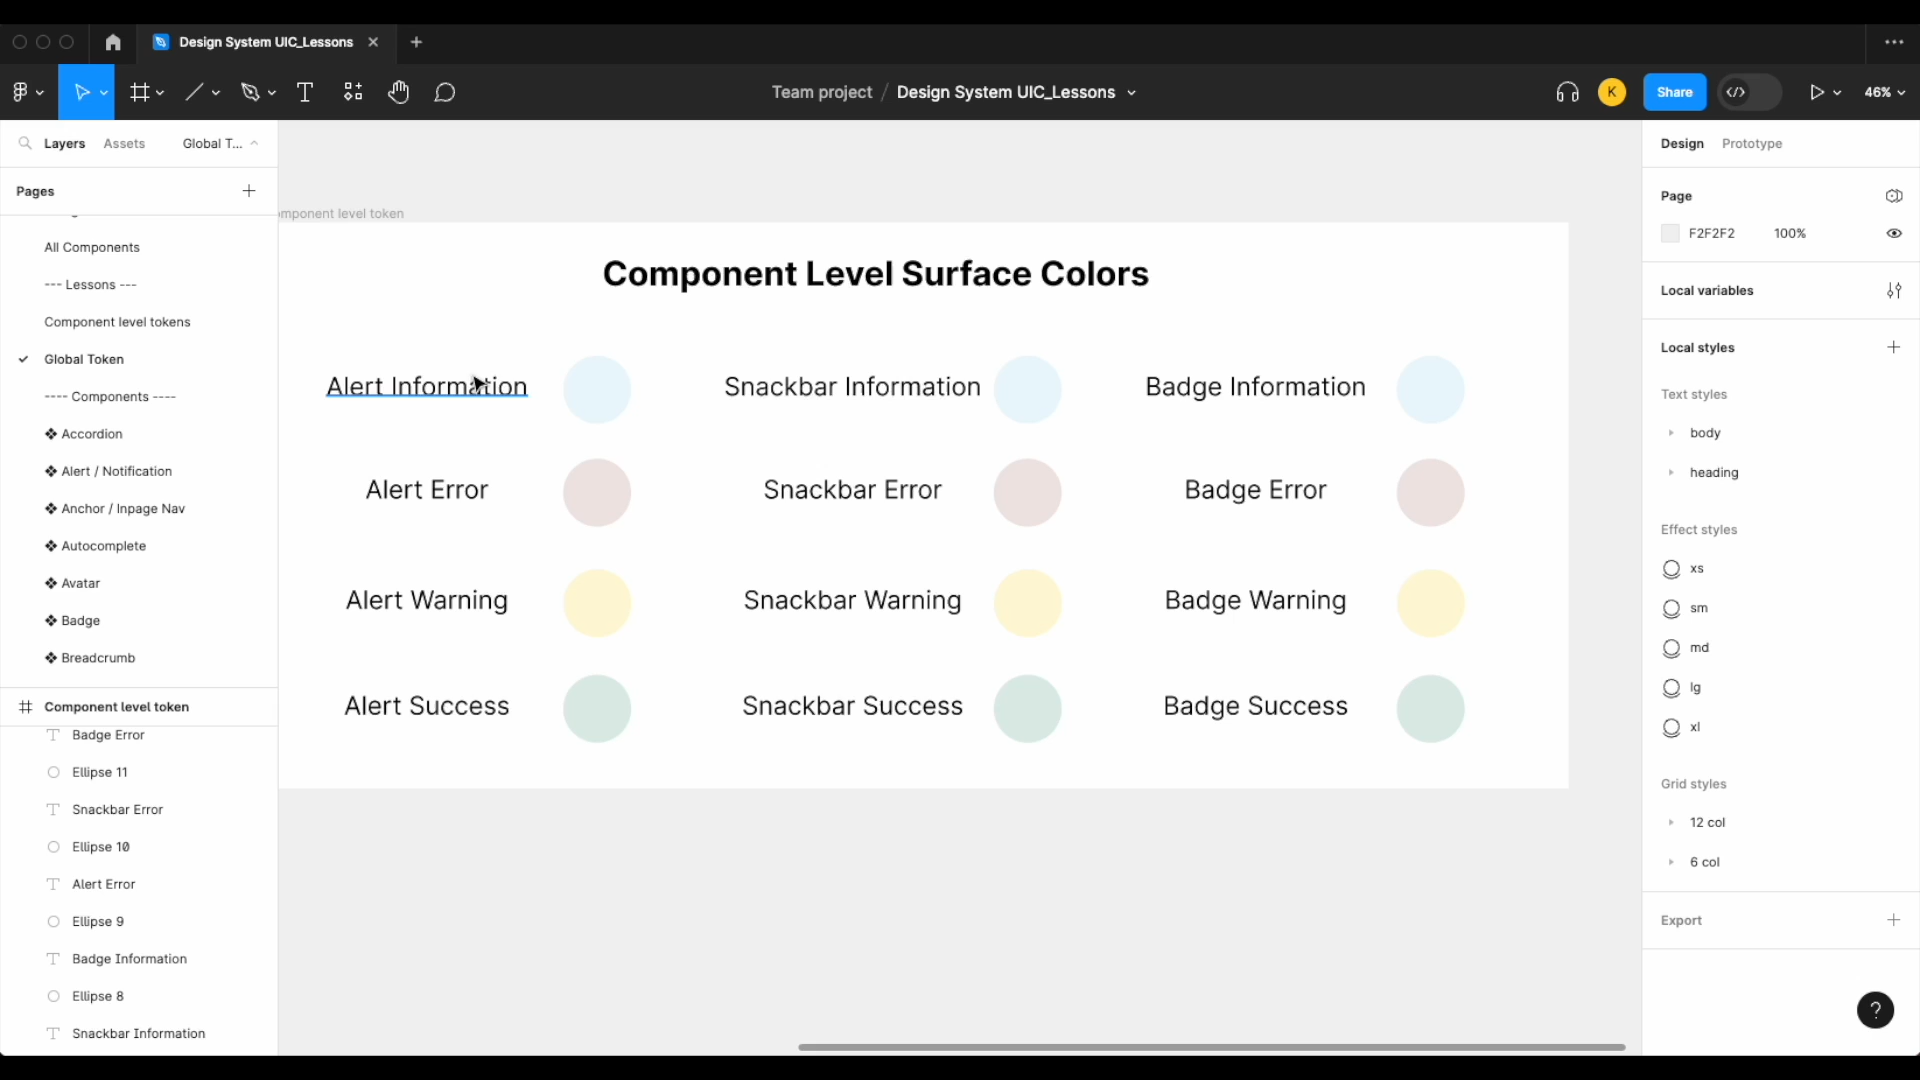 Design System UIC_Lessons
Team project / Design System UIC_Lessons
K
Share
46%
Layers
Assets
Global T...
Pages
All Components
--- Lessons ---
Component level tokens
Global Token
---- Components ----
❖ Accordion
❖ Alert / Notification
❖ Anchor / Inpage Nav
❖ Autocomplete
❖ Avatar
❖ Badge
❖ Breadcrumb
Component level token
Badge Error
Ellipse 11
Snackbar Error
Ellipse 10
Alert Error
Ellipse 9
Badge Information
Ellipse 8
Snackbar Information
mponent level token
Component Level Surface Colors
Alert Information
Snackbar Information
Badge Information
Alert Error
Snackbar Error
Badge Error
Alert Warning
Snackbar Warning
Badge Warning
Alert Success
Snackbar Success
Badge Success
Design
Prototype
Page
F2F2F2
100%
Local variables
Local styles
Text styles
body
heading
Effect styles
xs
sm
md
lg
xl
Grid styles
12 col
6 col
Export
?